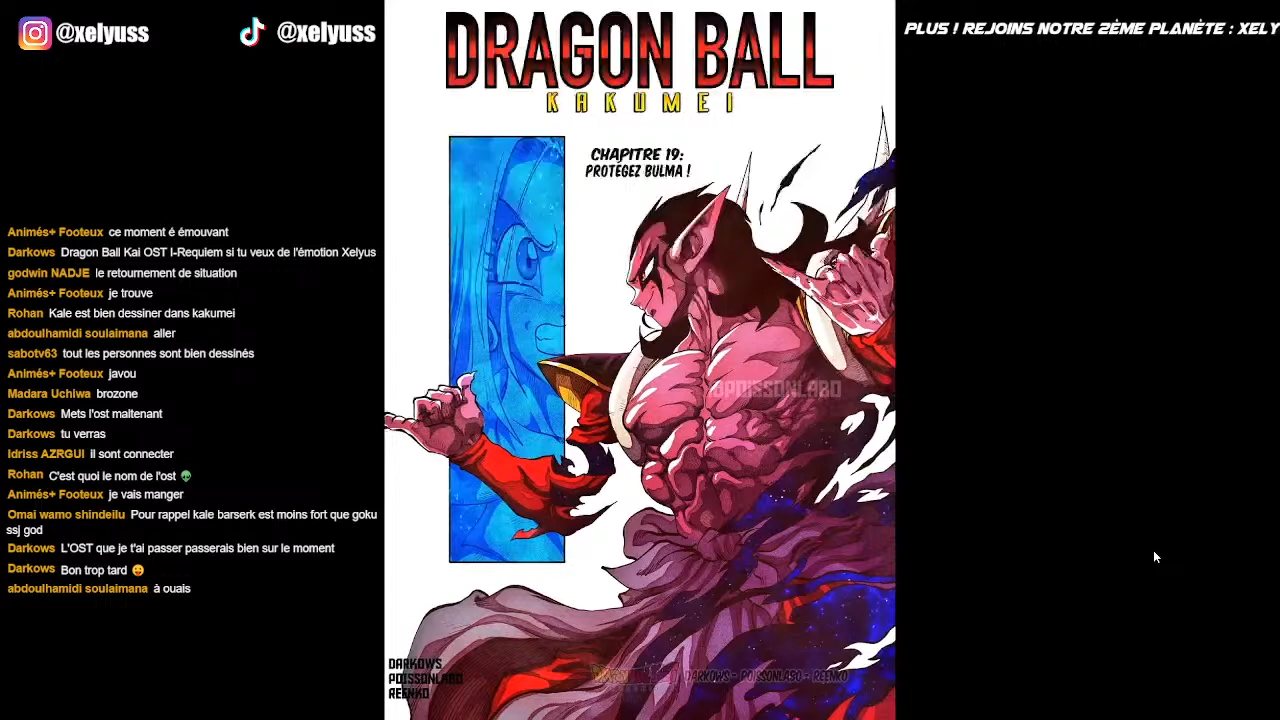 @xelyuss
@xelyuss
PLUS ! REJOINS NOTRE 2ÈME PLANÈTE : XELY
DRAGON BALL
KAKUMEI
CHAPITRE 19:
PROTÉGEZ BULMA !
Animés+ Footeux ce moment é émouvant
Darkows Dragon Ball Kai OST I-Requiem si tu veux de l'émotion Xelyus
godwin NADJE le retournement de situation
Animés+ Footeux je trouve
Rohan Kale est bien dessiner dans kakumei
abdoulhamidi soulaimana aller
sabotv63 tout les personnes sont bien dessinés
Animés+ Footeux javou
Madara Uchiwa brozone
Darkows Mets l'ost maitenant
Darkows tu verras
Idriss AZRGUI il sont connecter
Rohan C'est quoi le nom de l'ost 👽
Animés+ Footeux je vais manger
Omai wamo shindeilu Pour rappel kale barserk est moins fort que goku
ssj god
Darkows L'OST que je t'ai passer passerais bien sur le moment
Darkows Bon trop tard 😛
abdoulhamidi soulaimana à ouais
@POISSONLABO
DARKOWS
POISSONLABO
REENKO
DARKOWS - POISSONLABO - REENKO